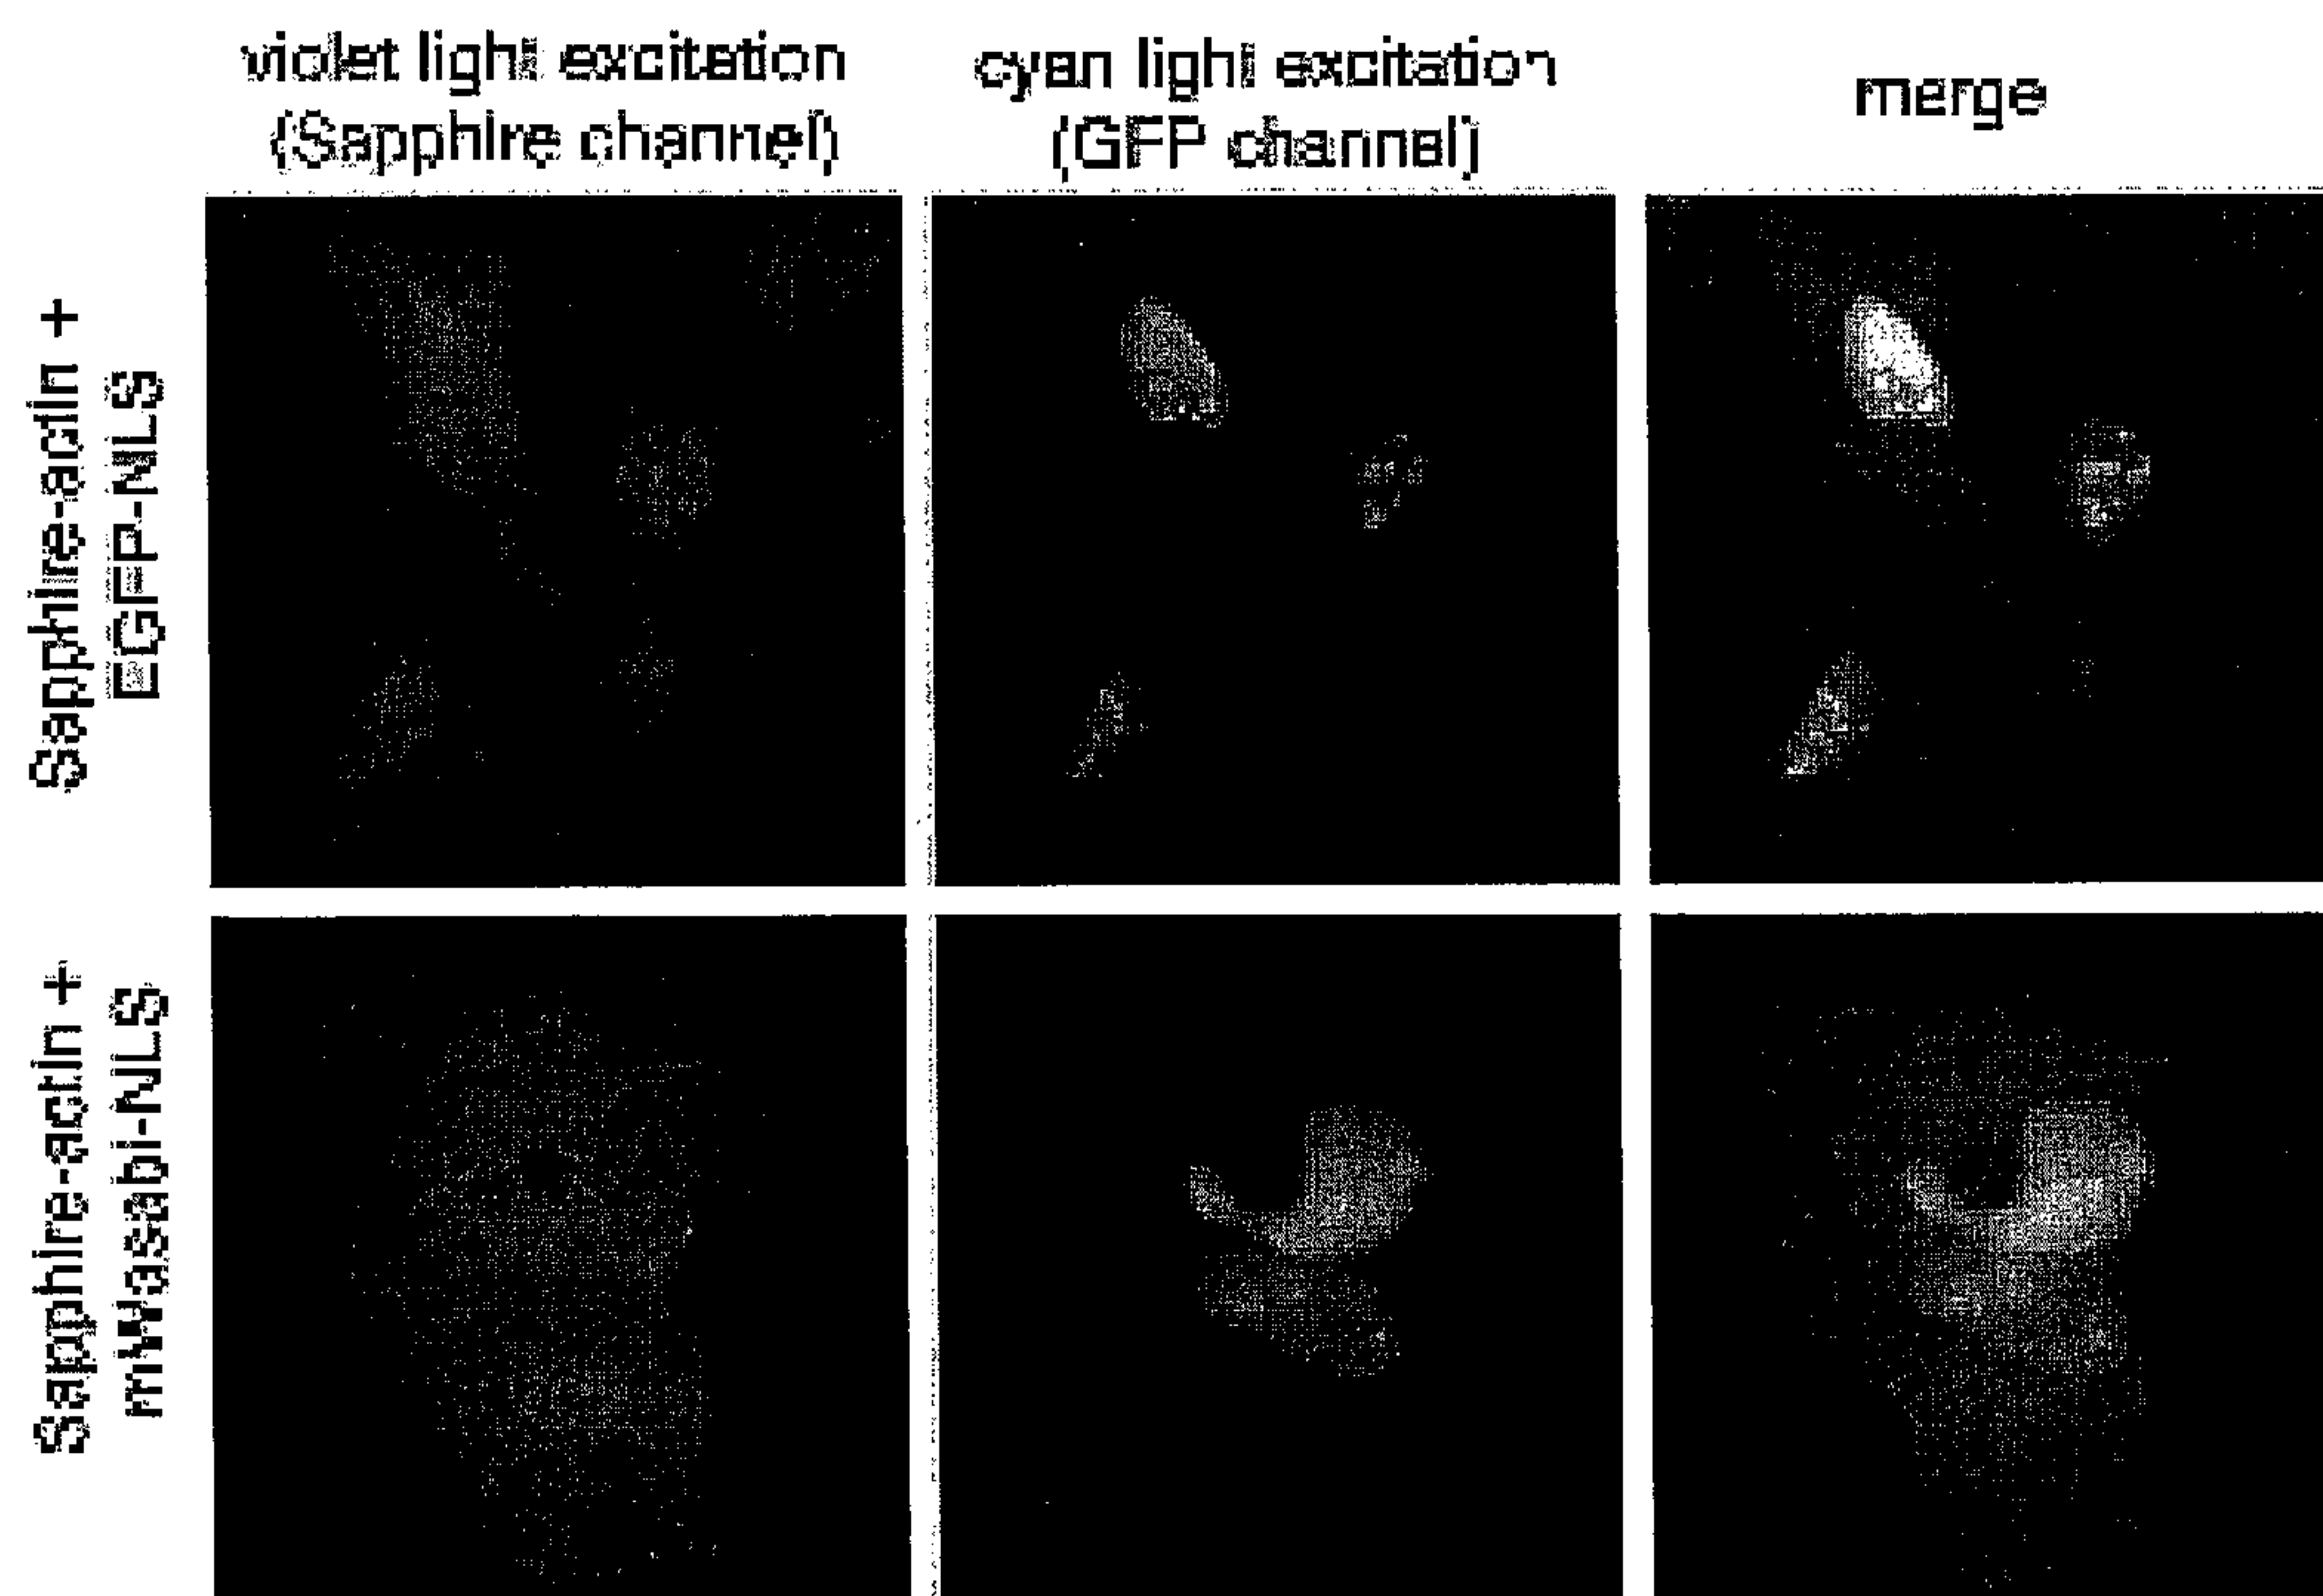 violet light excitation
(Sapphire channel)
cyan light excitation
(GFP channel)
merge
Sapphire-actin +
EGFP-NLS
Sapphire-actin +
mWasabi-NLS